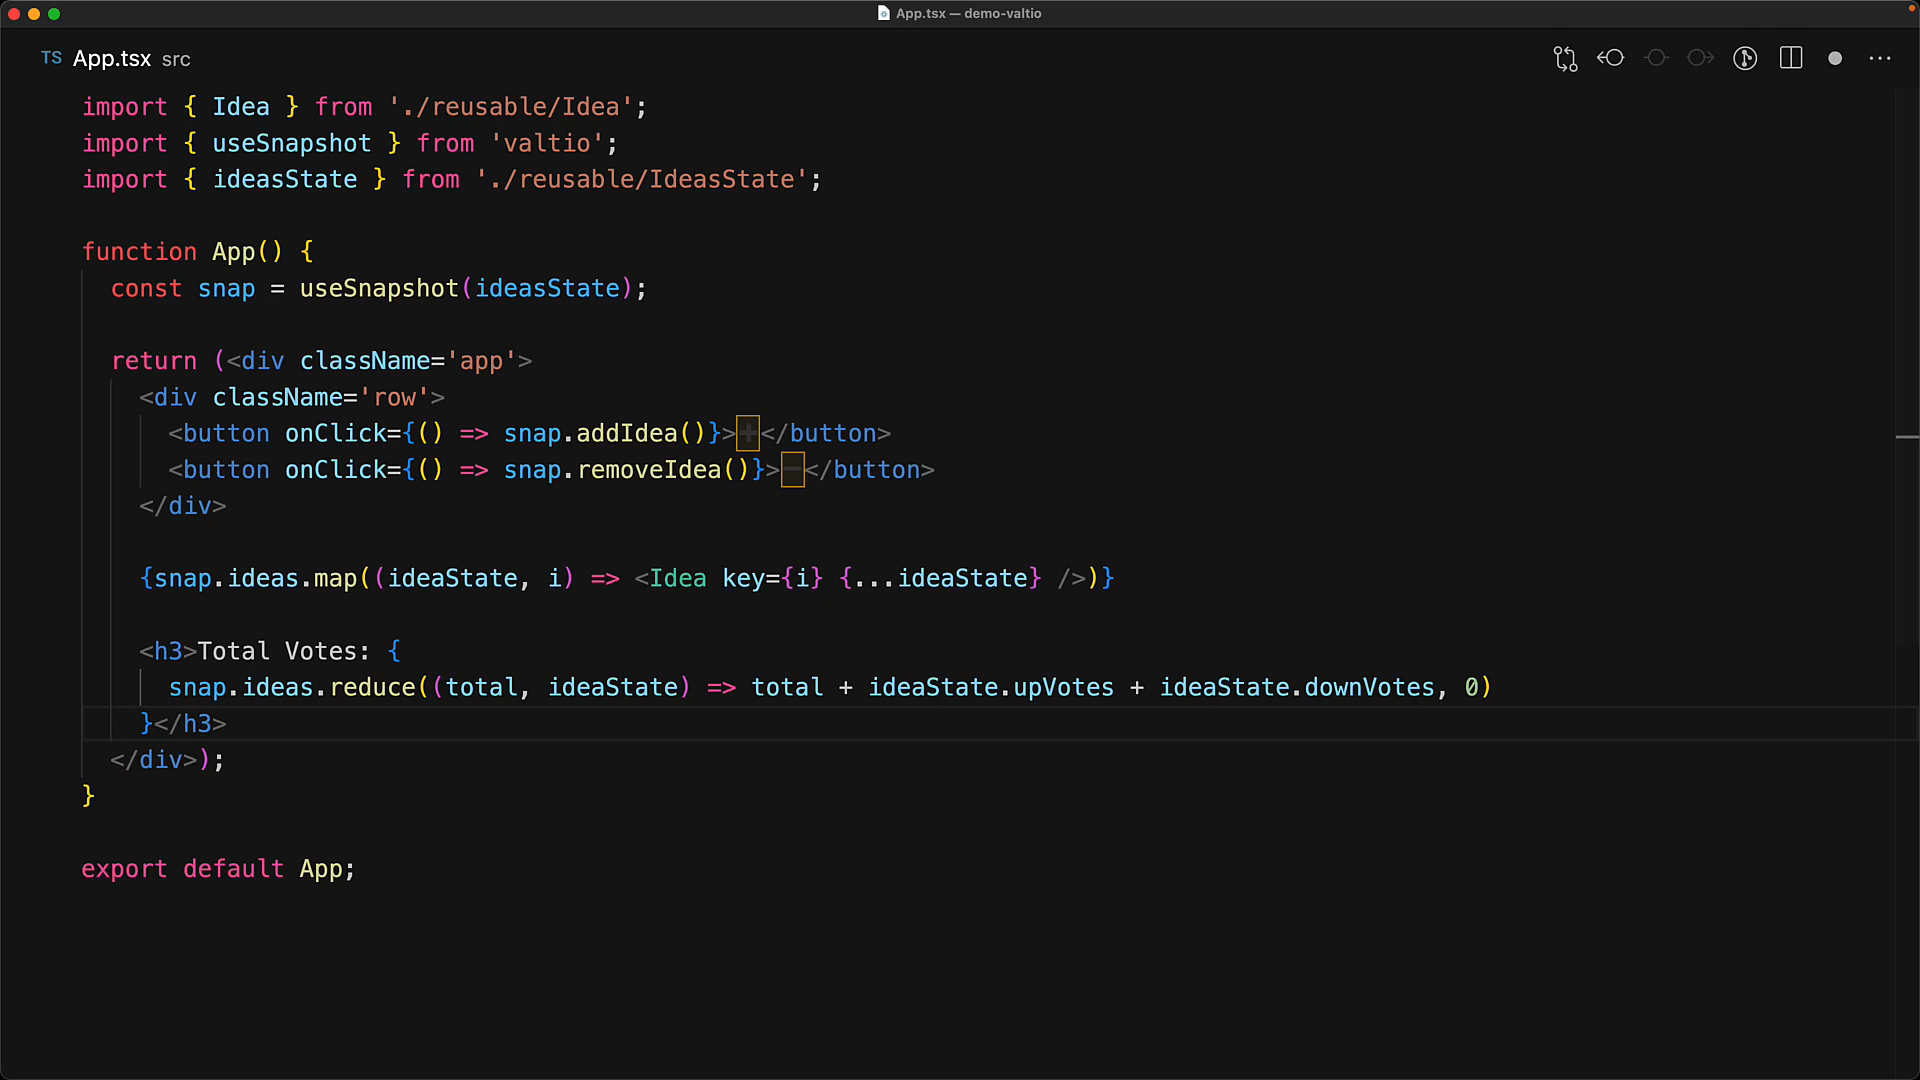 App.tsx — demo-valtio
TS App.tsx src
import { Idea } from './reusable/Idea';
import { useSnapshot } from 'valtio';
import { ideasState } from './reusable/IdeasState';
function App() {
const snap = useSnapshot(ideasState);
return (<div className='app'>
<div className='row'>
<button onClick={() => snap.addIdea()}>➕</button>
<button onClick={() => snap.removeIdea()}>➖</button>
</div>
{snap.ideas.map((ideaState, i) => <Idea key={i} {...ideaState} />)}
<h3>Total Votes: {
snap.ideas.reduce((total, ideaState) => total + ideaState.upVotes + ideaState.downVotes, 0)
}</h3>
</div>);
}
export default App;